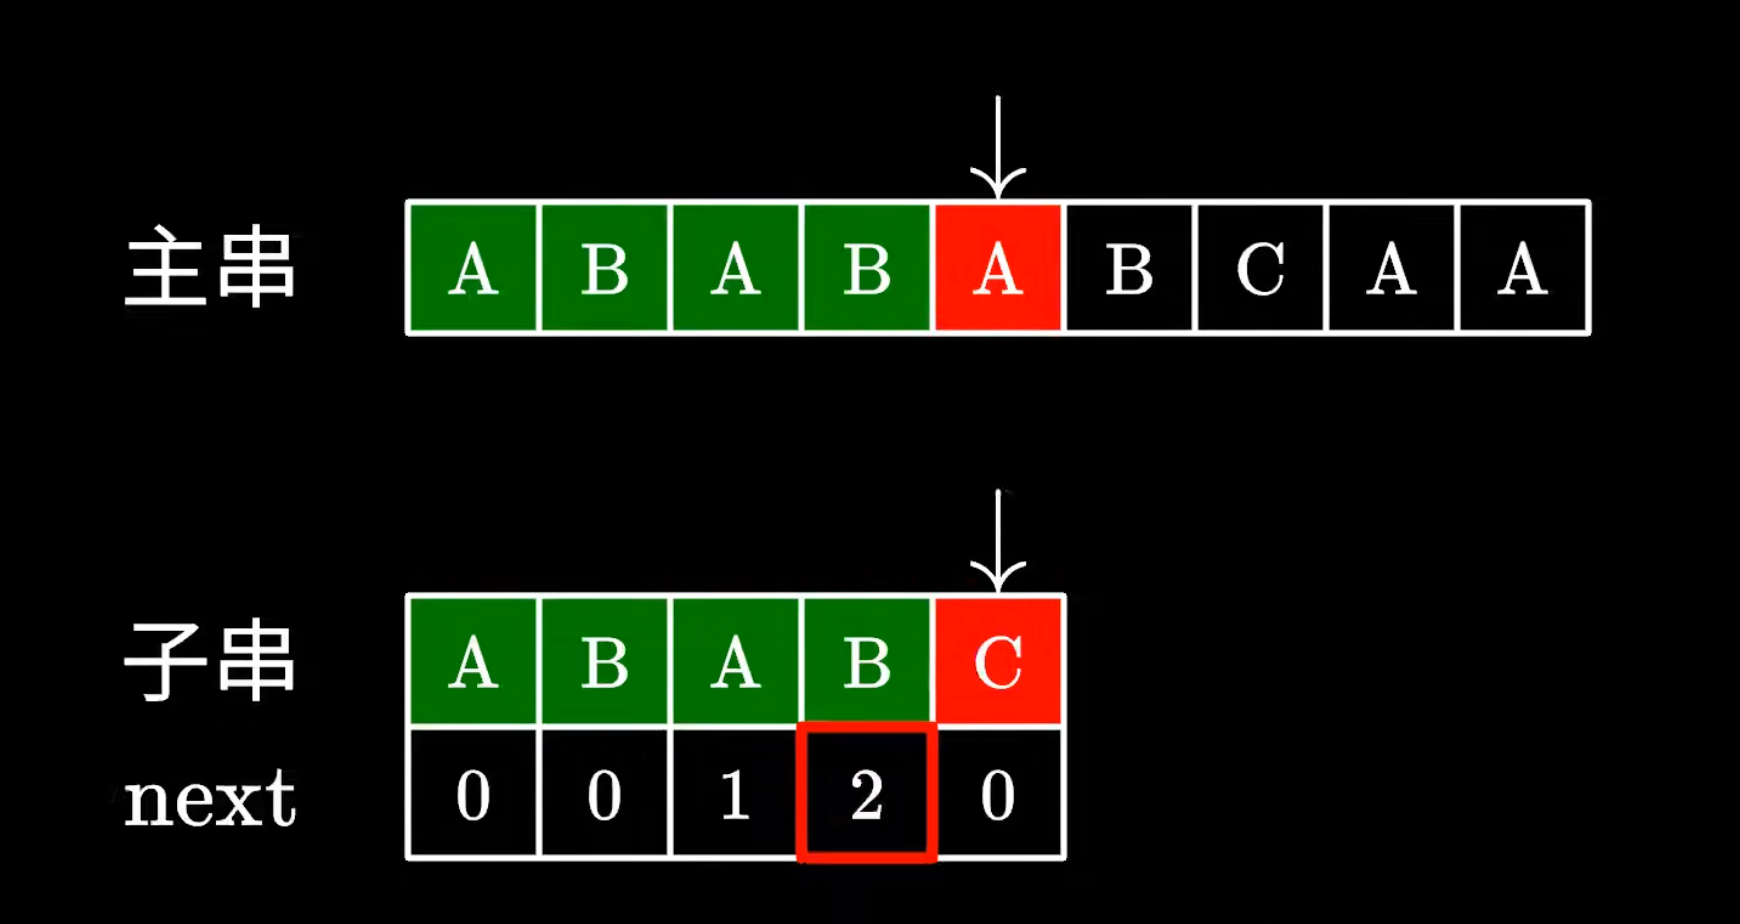 主串 A B A B A B C A A
子串 A B A B C
next 0 0 1 2 0